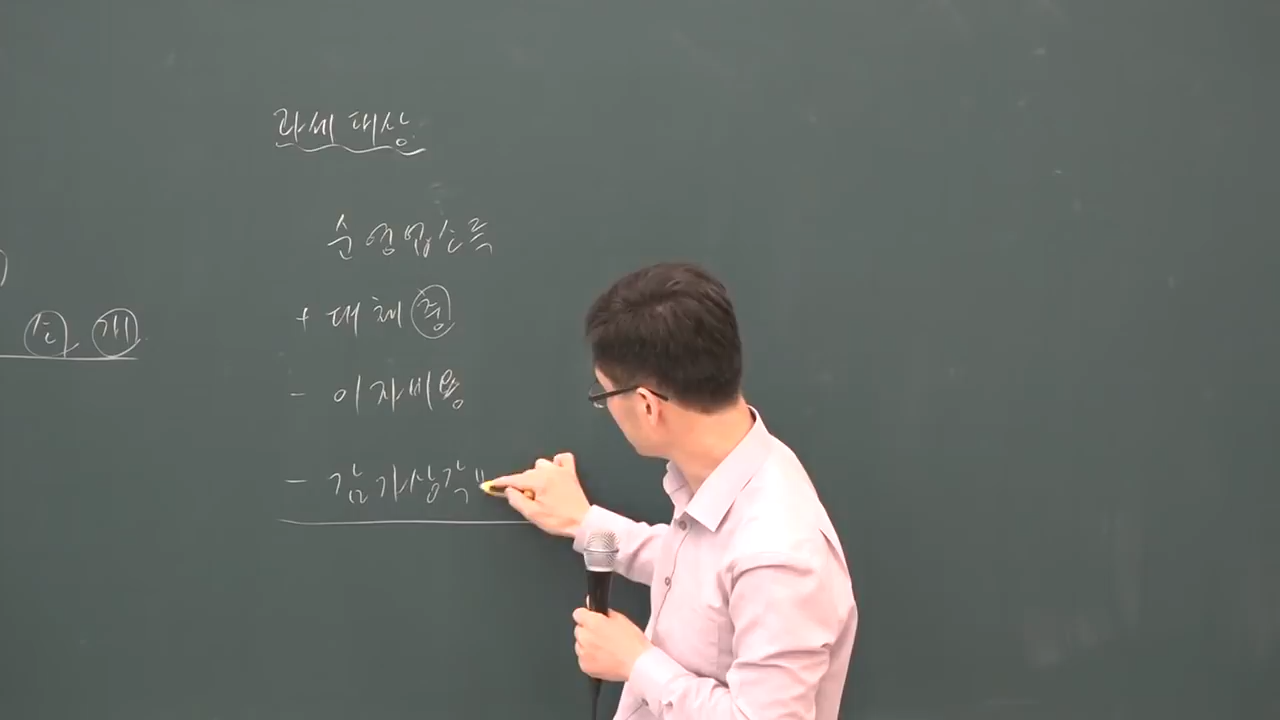 과세대상
순영업소득
+ 대체충
- 이자비용
- 감가상각